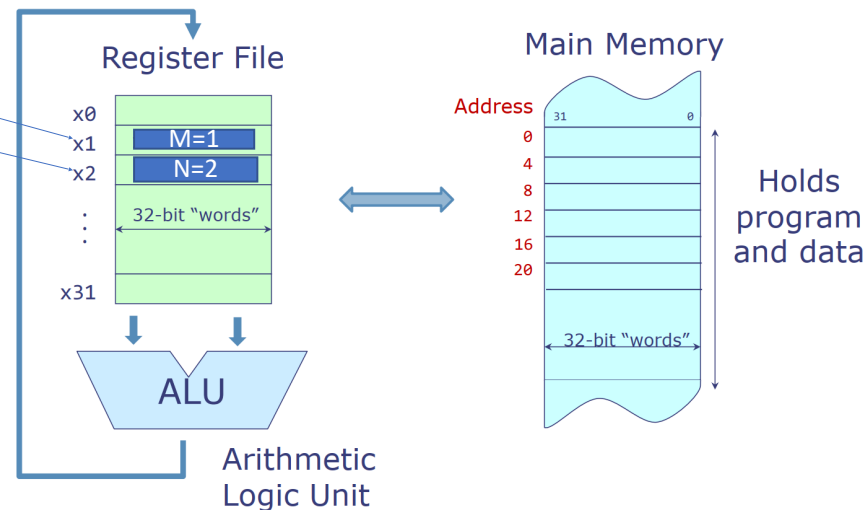 Register File
x0
x1
M=1
x2
N=2
32-bit “words”
⋮
x31
ALU
Arithmetic
Logic Unit
Main Memory
Address
31
0
0
4
8
12
16
20
32-bit “words”
Holds
program
and data